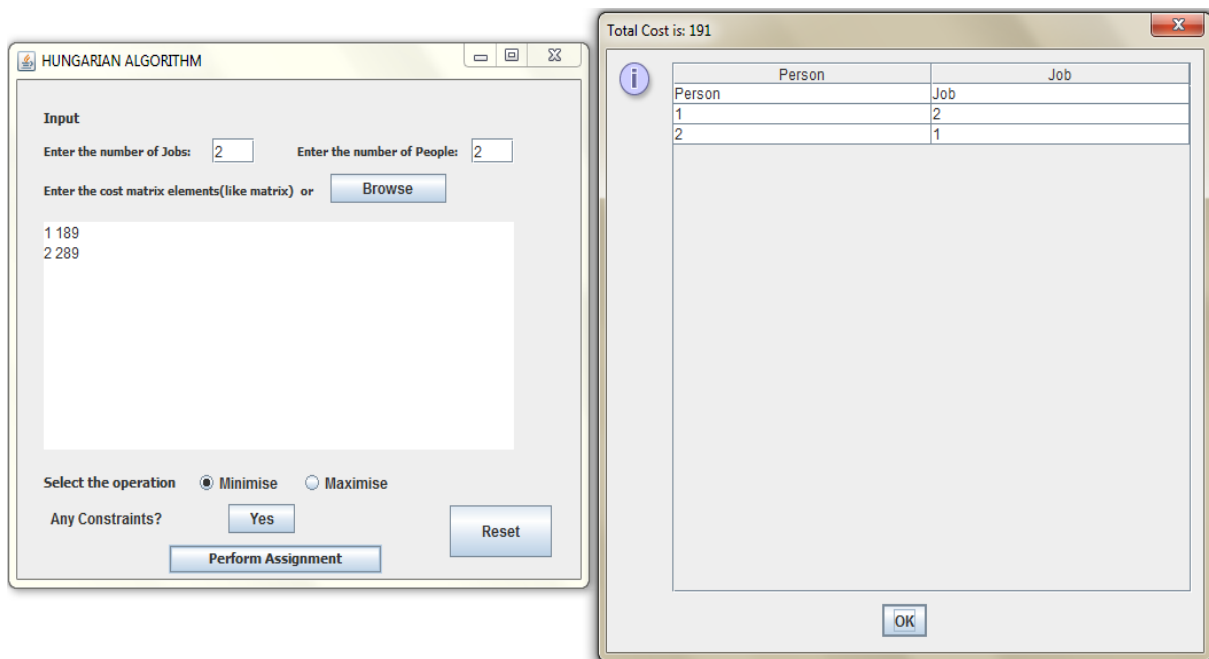 HUNGARIAN ALGORITHM
Input
Enter the number of Jobs: 2 Enter the number of People: 2
Enter the cost matrix elements(like matrix) or Browse
1 189
2 289
Select the operation Minimise Maximise
Any Constraints? Yes
Reset
Perform Assignment
Total Cost is: 191
i
Person Job
Person Job
1 2
2 1
OK